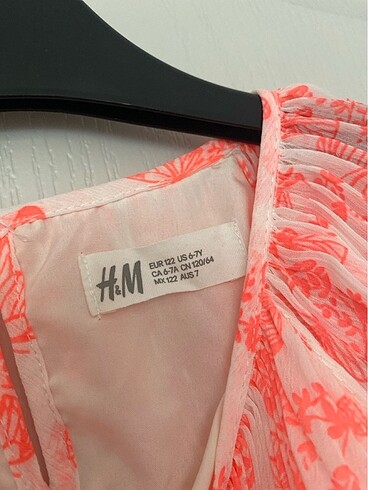 H&M
EUR 122 US 6-7Y
CA 6-7A CN 120/64
MX 122 AUS 7